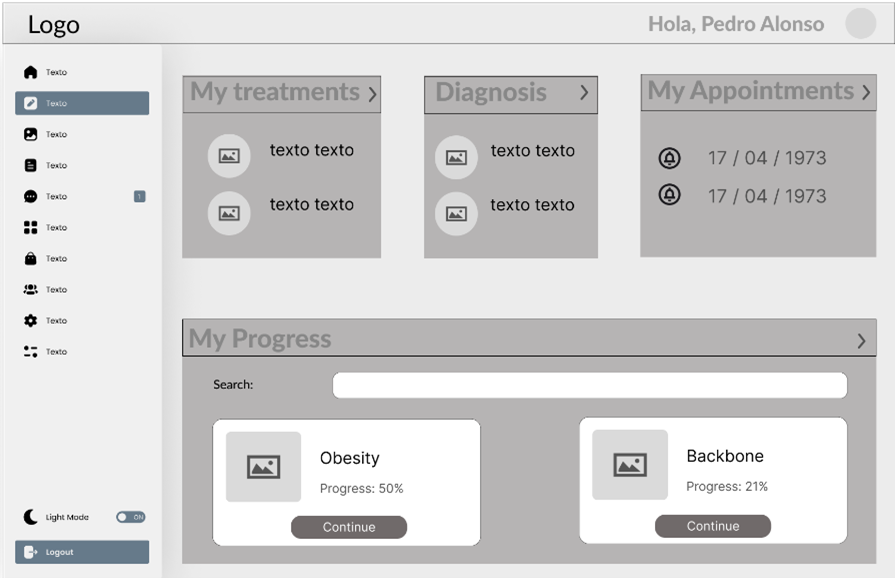 Logo
Hola, Pedro Alonso
Texto
Texto
Texto
Texto
Texto
1
Texto
Texto
Texto
Texto
Texto
Light Mode
ON
Logout
My treatments
texto texto
texto texto
Diagnosis
texto texto
texto texto
My Appointments
17 / 04 / 1973
17 / 04 / 1973
My Progress
Search:
Obesity
Progress: 50%
Continue
Backbone
Progress: 21%
Continue